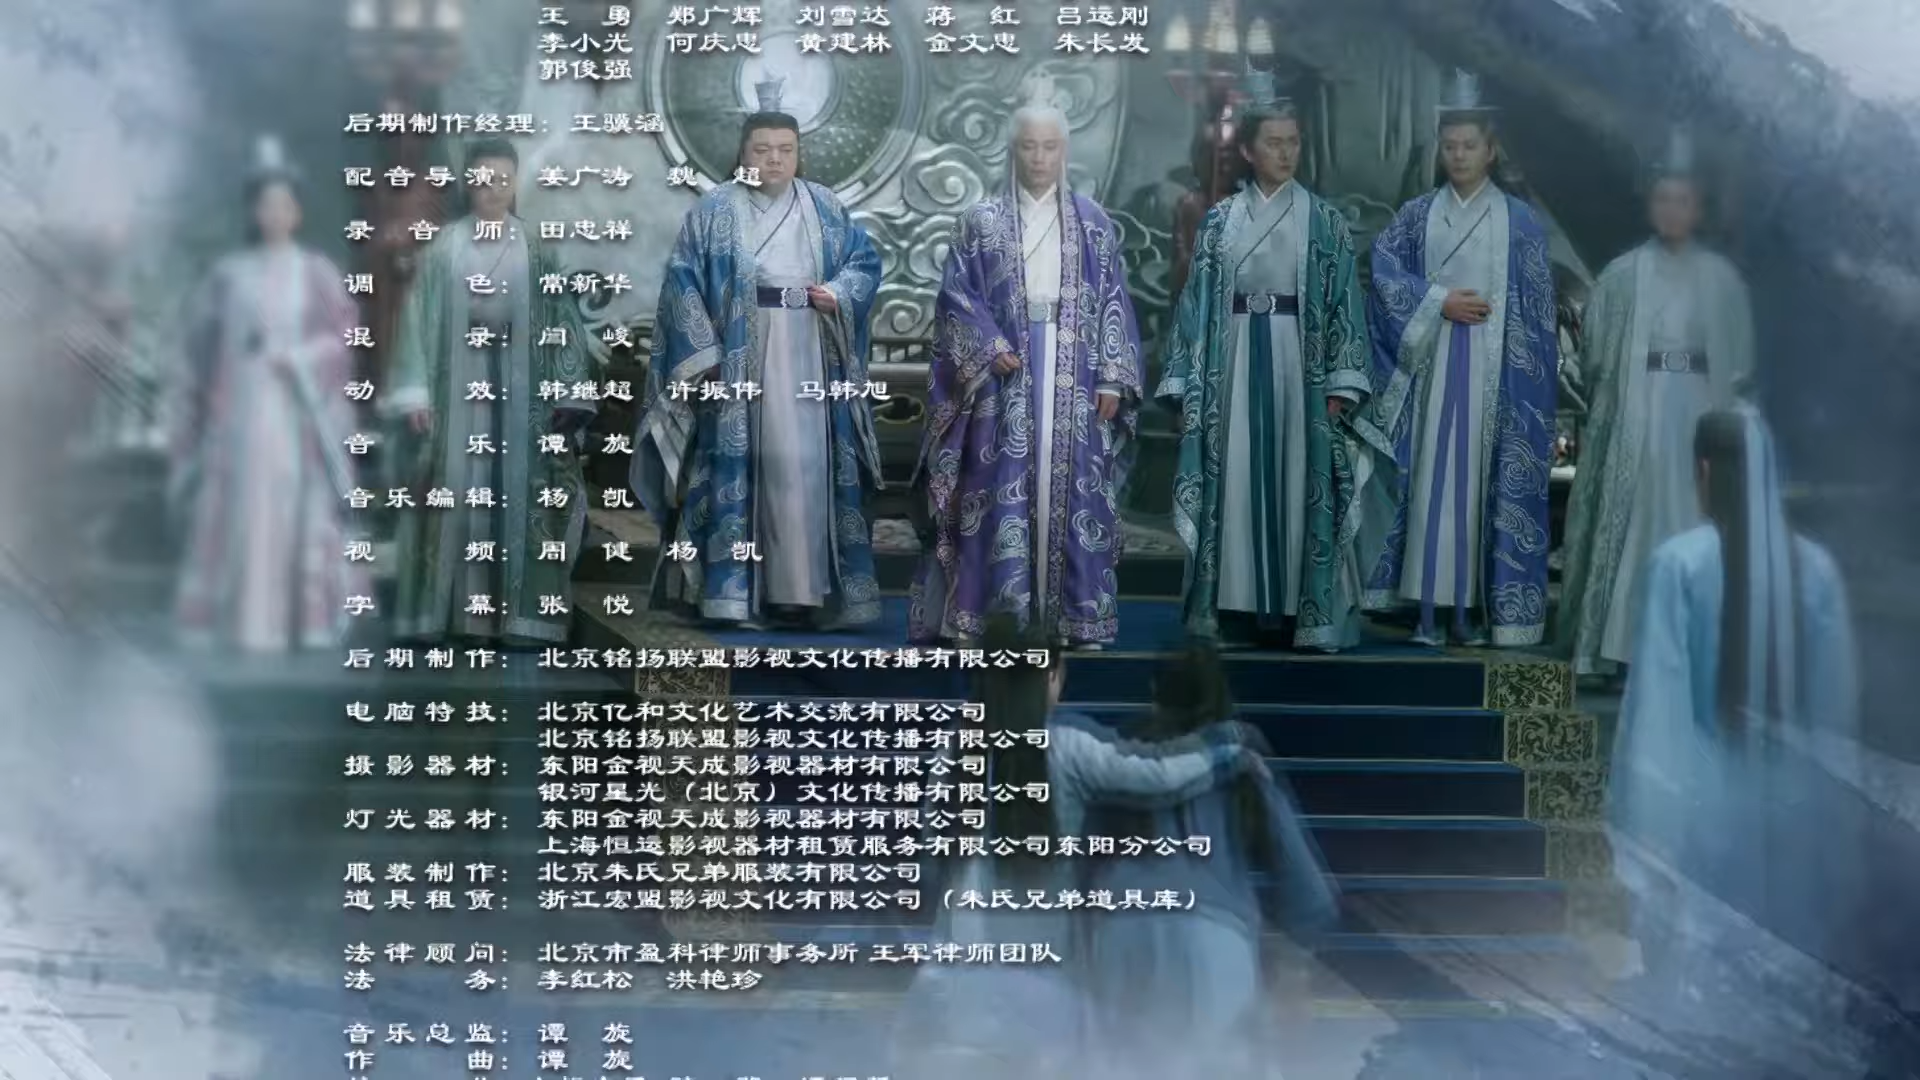 王 勇 郑广辉 刘雪达 蒋 红 吕运刚
李小光 何庆忠 黄建林 金文忠 朱长发
郭俊强
后期制作经理：王骥涵
配音导演：姜广涛 魏 超
录音师：田忠祥
调色：常新华
混录：闫 峻
动效：韩继超 许振伟 马韩旭
音乐：谭 旋
音乐编辑：杨 凯
视频：周 健 杨 凯
字幕：张 悦
后期制作：北京铭扬联盟影视文化传播有限公司
电脑特技：北京亿和文化艺术交流有限公司
北京铭扬联盟影视文化传播有限公司
摄影器材：东阳金视天成影视器材有限公司
银河星光（北京）文化传播有限公司
灯光器材：东阳金视天成影视器材有限公司
上海恒运影视器材租赁服务有限公司东阳分公司
服装制作：北京朱氏兄弟服装有限公司
道具租赁：浙江宏盟影视文化有限公司（朱氏兄弟道具库）
法律顾问：北京市盈科律师事务所 王军律师团队
法务：李红松 洪艳珍
音乐总监：谭 旋
作曲：谭 旋